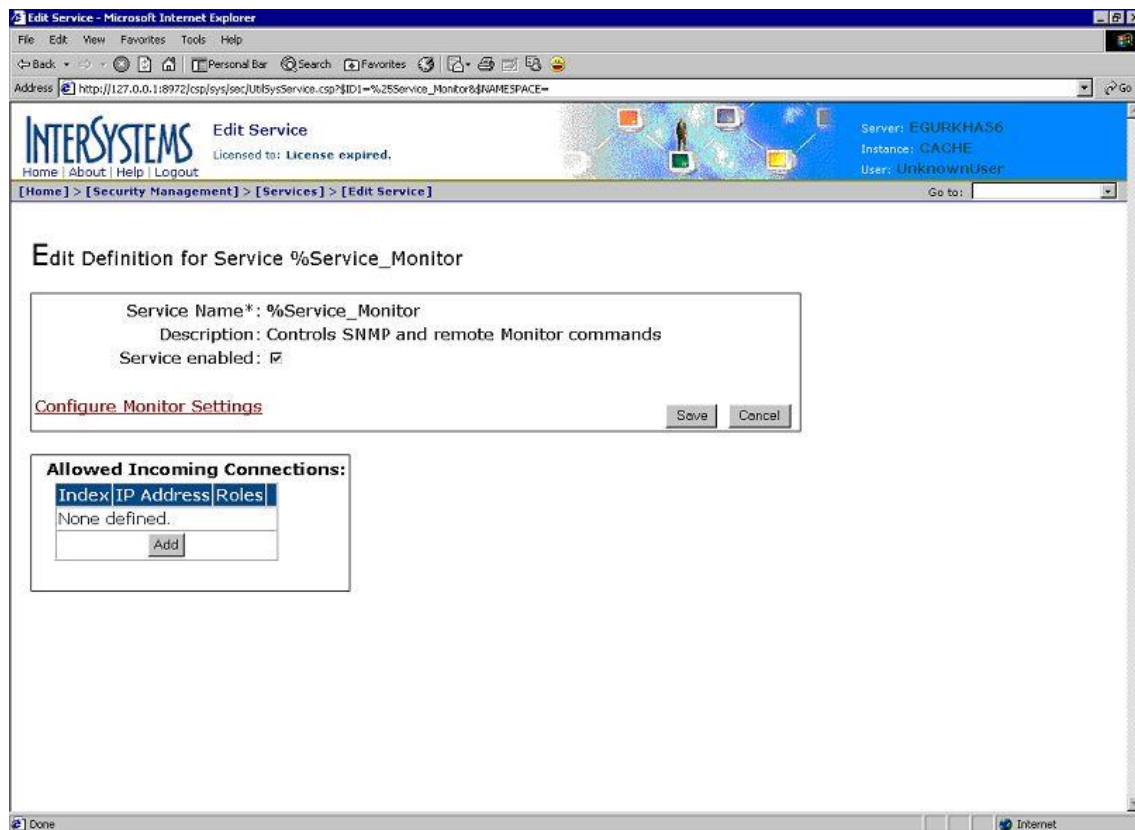 Edit Service - Microsoft Internet Explorer
File Edit View Favorites Tools Help
Back Personal Bar Search Favorites
Address http://127.0.0.1:8972/csp/sys/sec/UtilSysService.csp?$ID1=%25Service_Monitor&$NAMESPACE= Go
INTERSYSTEMS
Edit Service
Licensed to: License expired.
Home | About | Help | Logout
Server: EGURKHA56
Instance: CACHE
User: UnknownUser
[Home] > [Security Management] > [Services] > [Edit Service]
Go to:
Edit Definition for Service %Service_Monitor
Service Name*: %Service_Monitor
Description: Controls SNMP and remote Monitor commands
Service enabled:
Configure Monitor Settings
Save Cancel
Allowed Incoming Connections:
Index IP Address Roles
None defined.
Add
Done Internet